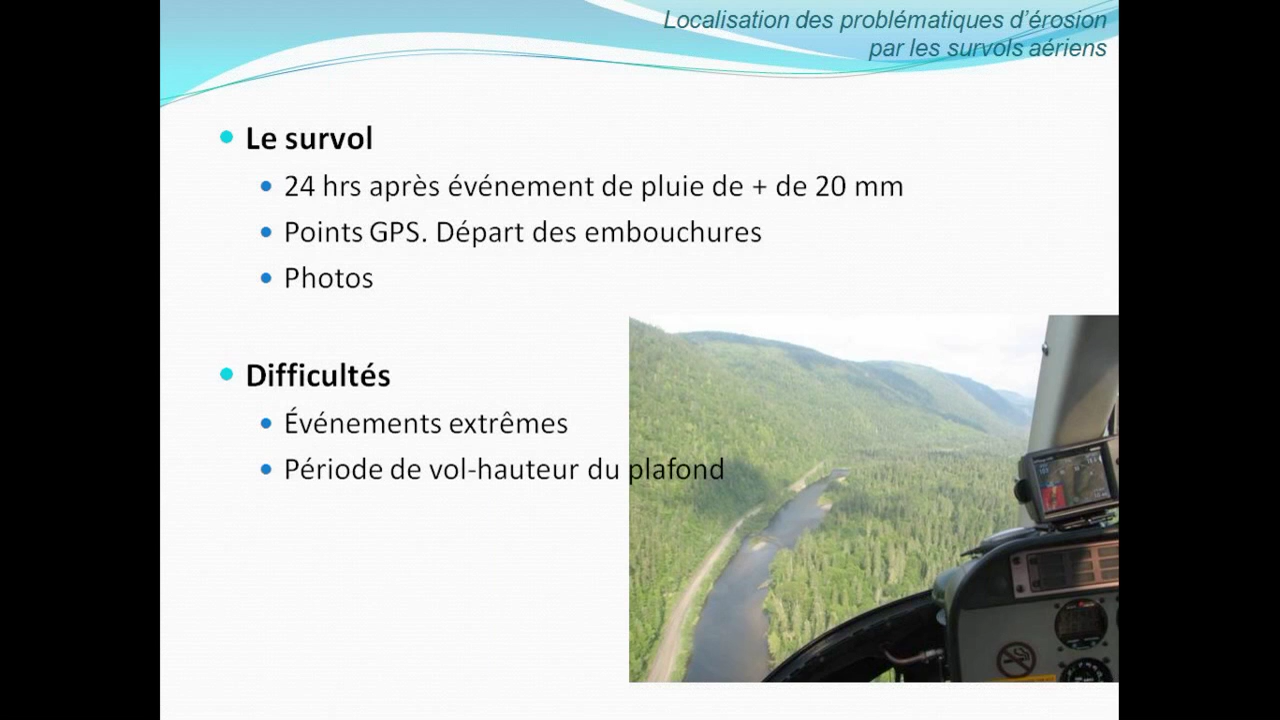 Localisation des problématiques d'érosion
par les survols aériens
Le survol
24 hrs après événement de pluie de + de 20 mm
Points GPS. Départ des embouchures
Photos
Difficultés
Événements extrêmes
Période de vol-hauteur du plafond